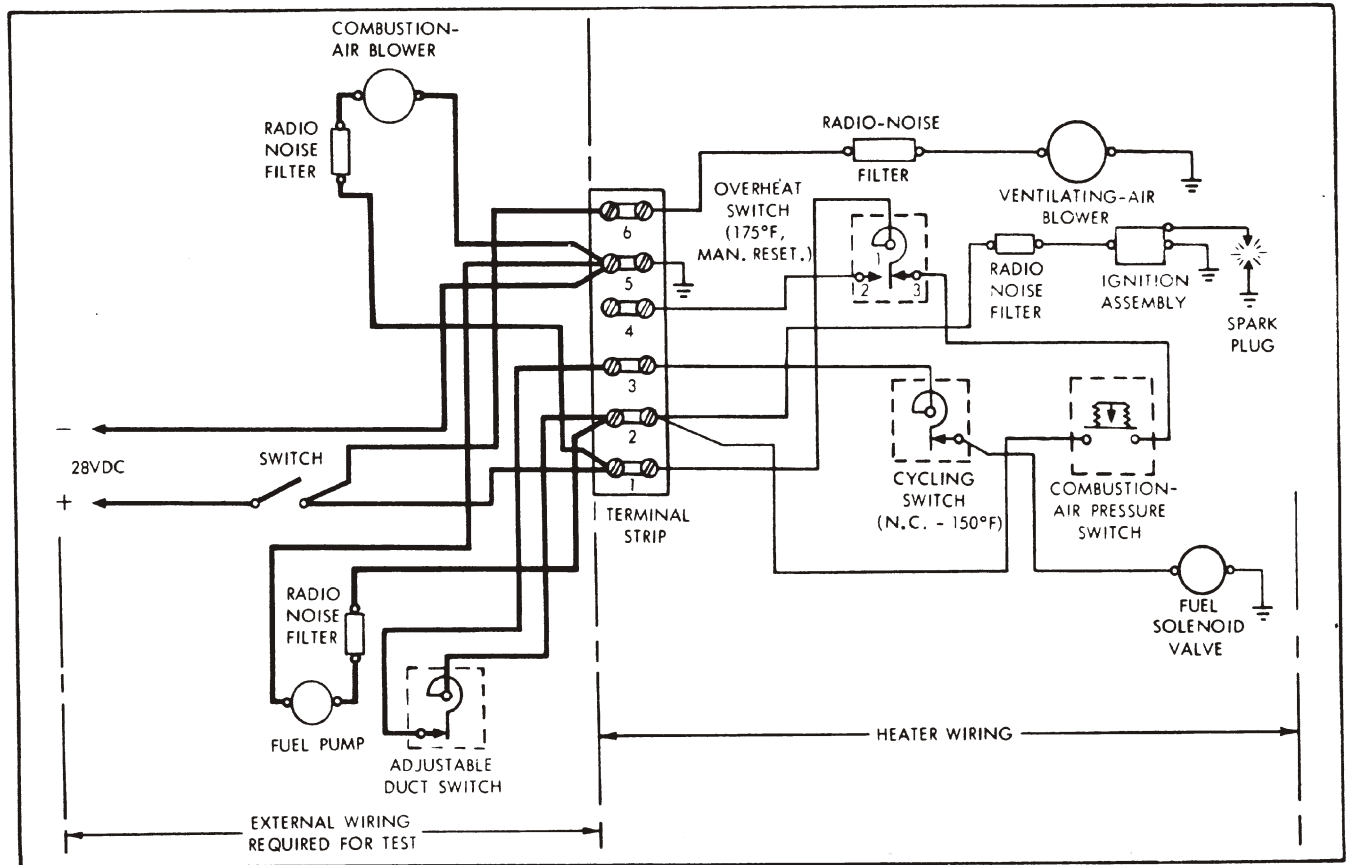 COMBUSTION-
AIR BLOWER
RADIO
NOISE
FILTER
RADIO-NOISE
FILTER
VENTILATING-AIR
BLOWER
OVERHEAT
SWITCH
(175°F,
MAN. RESET.)
1
2
3
RADIO
NOISE
FILTER
IGNITION
ASSEMBLY
SPARK
PLUG
6
5
4
3
2
1
TERMINAL
STRIP
−
28VDC
+
SWITCH
CYCLING
SWITCH
(N.C. - 150°F)
COMBUSTION-
AIR PRESSURE
SWITCH
FUEL
SOLENOID
VALVE
RADIO
NOISE
FILTER
FUEL PUMP
ADJUSTABLE
DUCT SWITCH
HEATER WIRING
EXTERNAL WIRING
REQUIRED FOR TEST